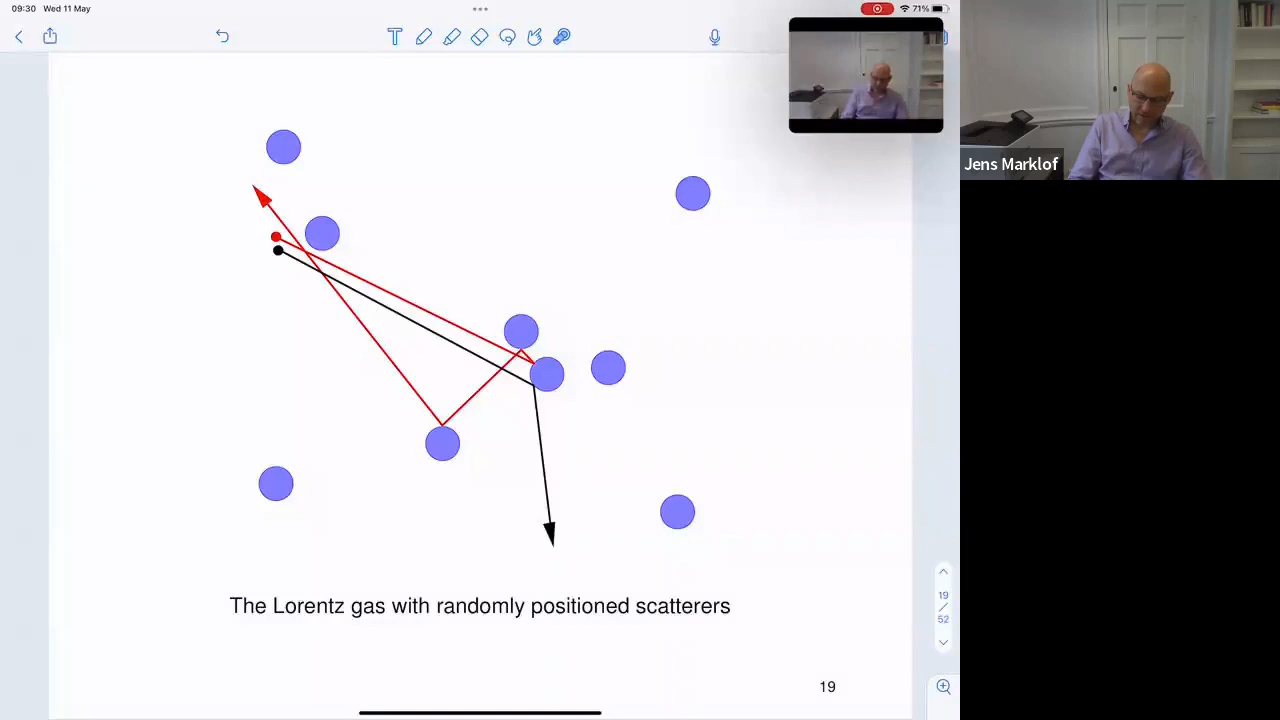 09:30 Wed 11 May
71%
Jens Marklof
The Lorentz gas with randomly positioned scatterers
19
/
52
19